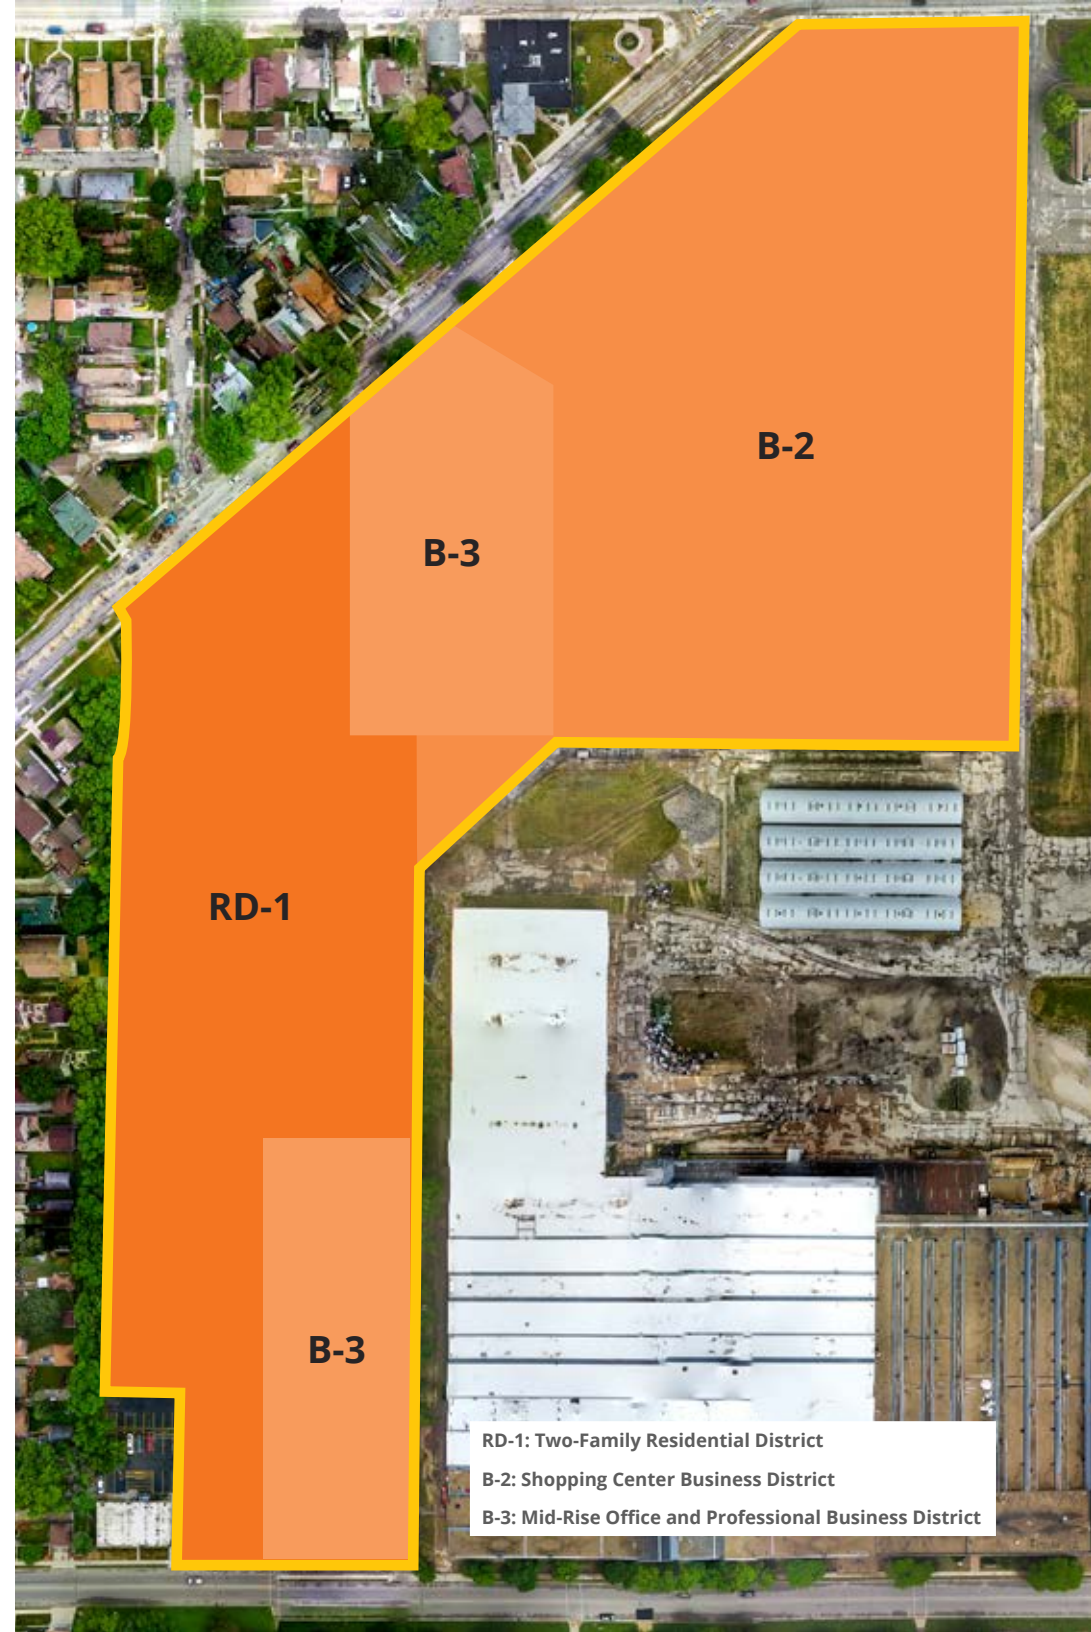 B-2
B-3
RD-1
B-3
RD-1: Two-Family Residential District
B-2: Shopping Center Business District
B-3: Mid-Rise Office and Professional Business District